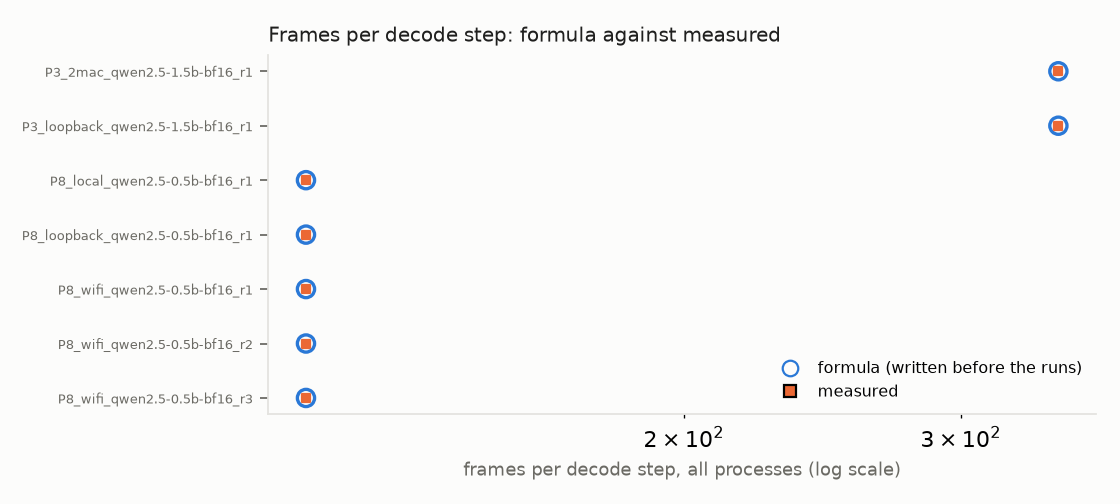 Frames per decode step: formula against measured
P3_2mac_qwen2.5-1.5b-bf16_r1
P3_loopback_qwen2.5-1.5b-bf16_r1
P8_local_qwen2.5-0.5b-bf16_r1
P8_loopback_qwen2.5-0.5b-bf16_r1
P8_wifi_qwen2.5-0.5b-bf16_r1
P8_wifi_qwen2.5-0.5b-bf16_r2
P8_wifi_qwen2.5-0.5b-bf16_r3
formula (written before the runs)
measured
2 × 10² 3 × 10²
frames per decode step, all processes (log scale)